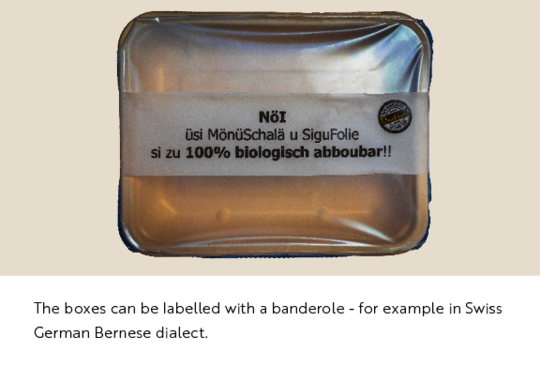 NöI
üsi MönüSchalä u SiguFolie
si zu 100% biologisch abboubar!!
The boxes can be labelled with a banderole - for example in Swiss
German Bernese dialect.